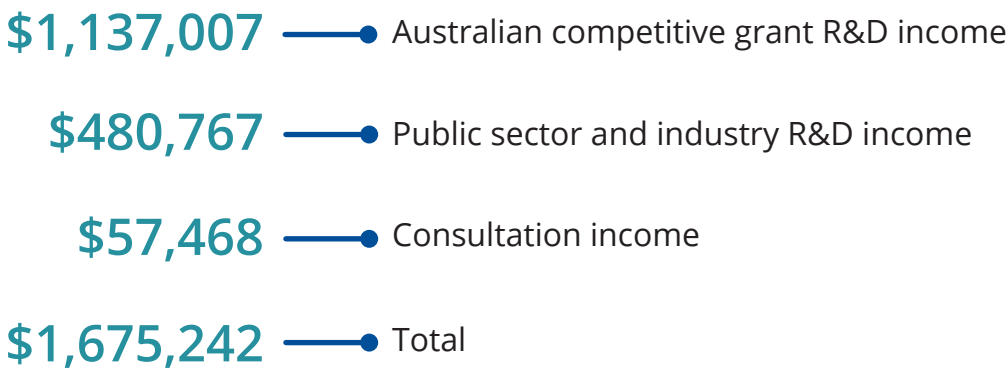 $1,137,007 Australian competitive grant R&D income
$480,767 Public sector and industry R&D income
$57,468 Consultation income
$1,675,242 Total